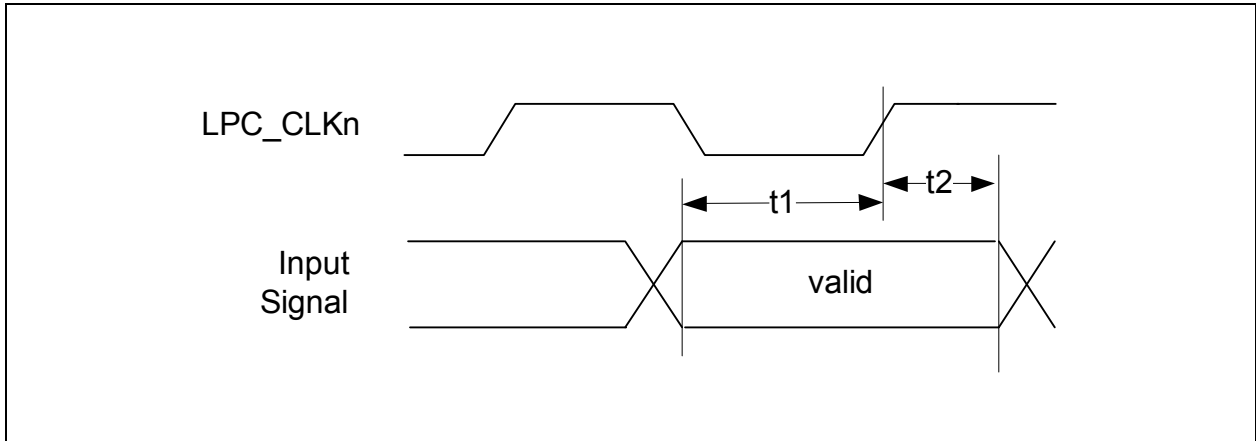 LPC_CLKn
t2
t1
Input
Signal
valid